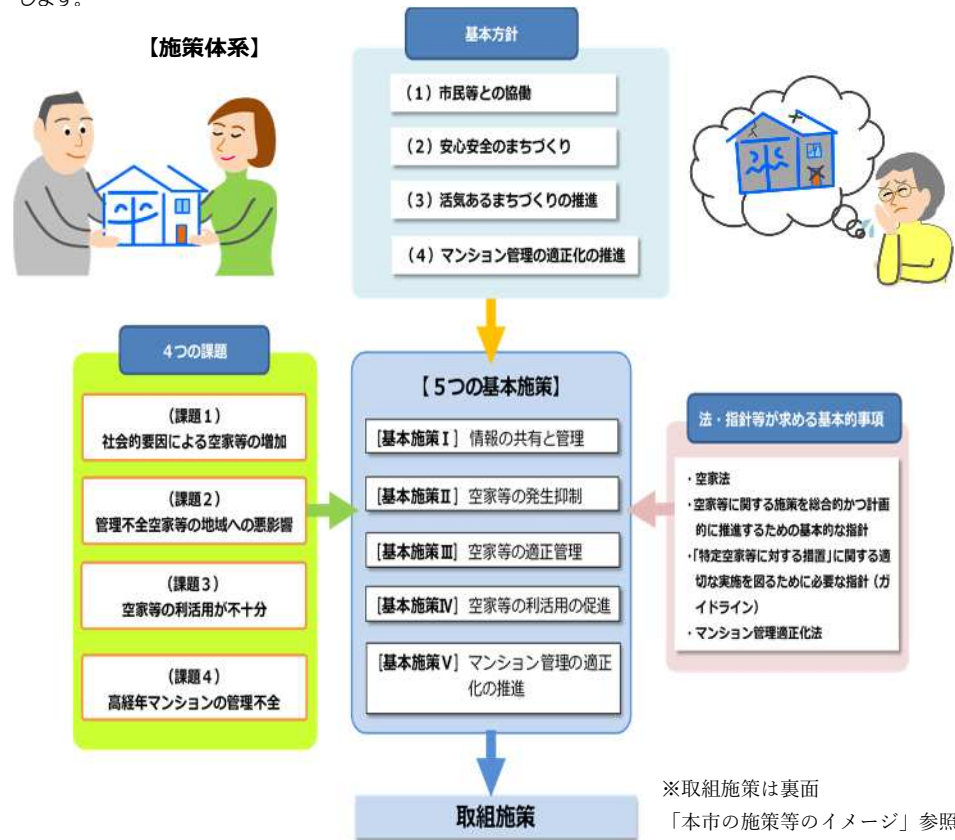 します。
【施策体系】
基本方針
(1)市民等との協働
(2)安心安全のまちづくり
(3)活気あるまちづくりの推進
(4)マンション管理の適正化の推進
4つの課題
(課題1)
社会的要因による空家等の増加
(課題2)
管理不全空家等の地域への悪影響
(課題3)
空家等の利活用が不十分
(課題4)
高経年マンションの管理不全
【5つの基本施策】
[基本施策Ⅰ] 情報の共有と管理
[基本施策Ⅱ] 空家等の発生抑制
[基本施策Ⅲ] 空家等の適正管理
[基本施策Ⅳ] 空家等の利活用の促進
[基本施策Ⅴ] マンション管理の適正
化の推進
法・指針等が求める基本的事項
・空家法
・空家等に関する施策を総合的かつ計画
的に推進するための基本的な指針
・「特定空家等に対する措置」に関する適
切な実施を図るために必要な指針(ガ
イドライン)
・マンション管理適正化法
取組施策
※取組施策は裏面
「本市の施策等のイメージ」参照